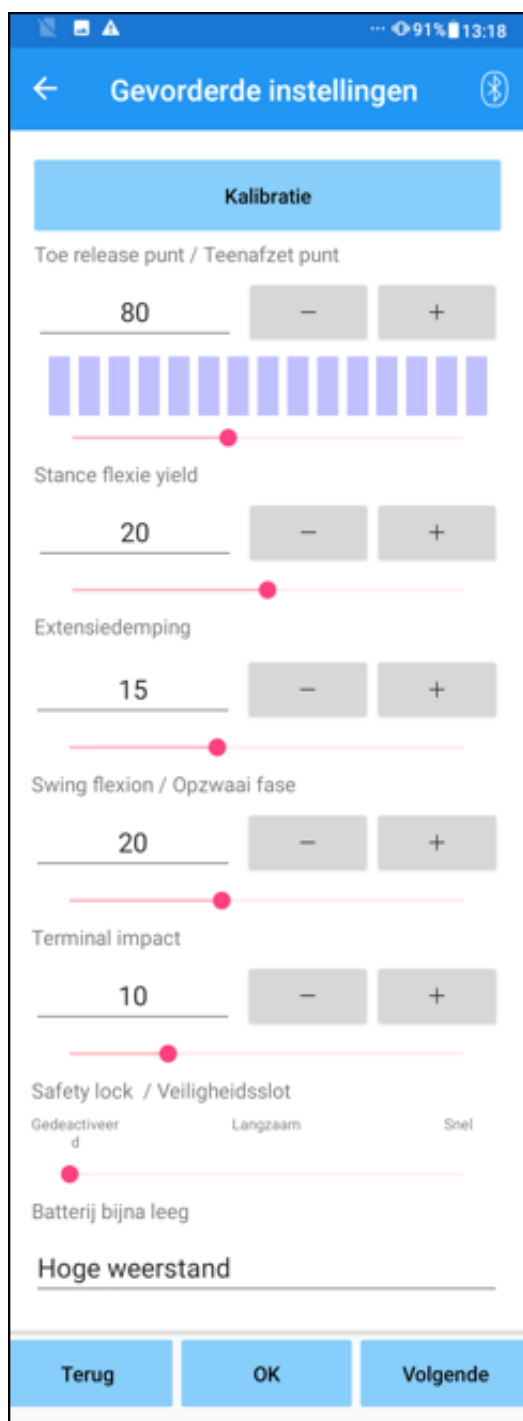 91% 13:18
Gevorderde instellingen
Kalibratie
Toe release punt / Teenafzet punt
80 − +
Stance flexie yield
20 − +
Extensiedemping
15 − +
Swing flexion / Opzwaai fase
20 − +
Terminal impact
10 − +
Safety lock / Veiligheidsslot
Gedeactiveer Langzaam Snel
d
Batterij bijna leeg
Hoge weerstand
Terug OK Volgende